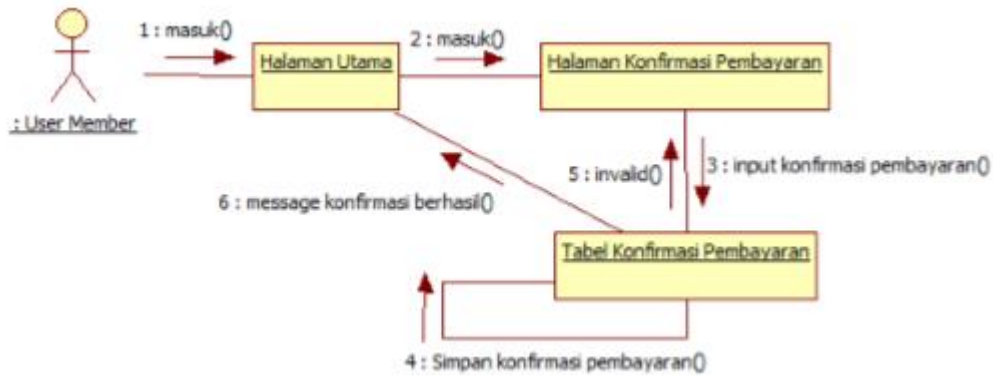 1 : masuk()
2 : masuk()
Halaman Utama
Halaman Konfirmasi Pembayaran
: User Member
5 : invalid()
3 : input konfirmasi pembayaran()
6 : message konfirmasi berhasil()
Tabel Konfirmasi Pembayaran
4 : Simpan konfirmasi pembayaran()